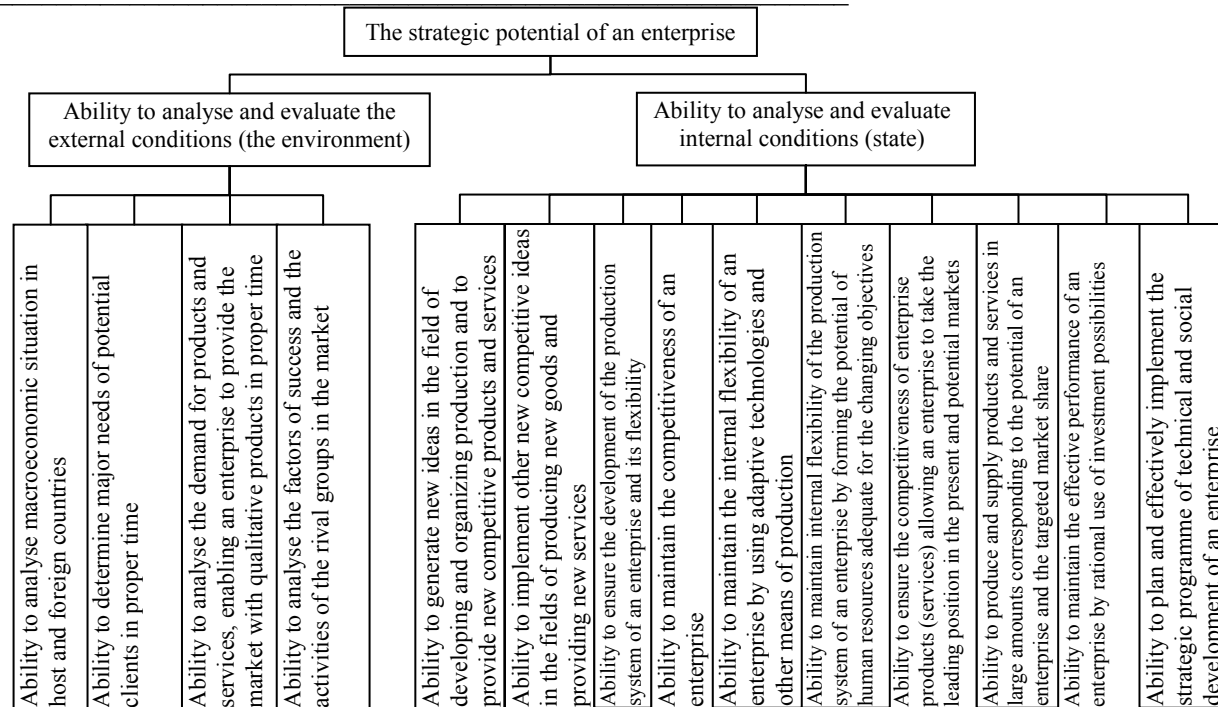 The strategic potential of an enterprise
Ability to analyse and evaluate the
external conditions (the environment)
Ability to analyse and evaluate
internal conditions (state)
Ability to analyse macroeconomic situation in
host and foreign countries
Ability to determine major needs of potential
clients in proper time
Ability to analyse the demand for products and
services, enabling an enterprise to provide the
market with qualitative products in proper time
Ability to analyse the factors of success and the
activities of the rival groups in the market
Ability to generate new ideas in the field of
developing and organizing production and to
provide new competitive products and services
Ability to implement other new competitive ideas
in the fields of producing new goods and
providing new services
Ability to ensure the development of the production
system of an enterprise and its flexibility
Ability to maintain the competitiveness of an
enterprise
Ability to maintain the internal flexibility of an
enterprise by using adaptive technologies and
other means of production
Ability to maintain internal flexibility of the production
system of an enterprise by forming the potential of
human resources adequate for the changing objectives
Ability to ensure the competitiveness of enterprise
products (services) allowing an enterprise to take the
leading position in the present and potential markets
Ability to produce and supply products and services in
large amounts corresponding to the potential of an
enterprise and the targeted market share
Ability to maintain the effective performance of an
enterprise by rational use of investment possibilities
Ability to plan and effectively implement the
strategic programme of technical and social
development of an enterprise